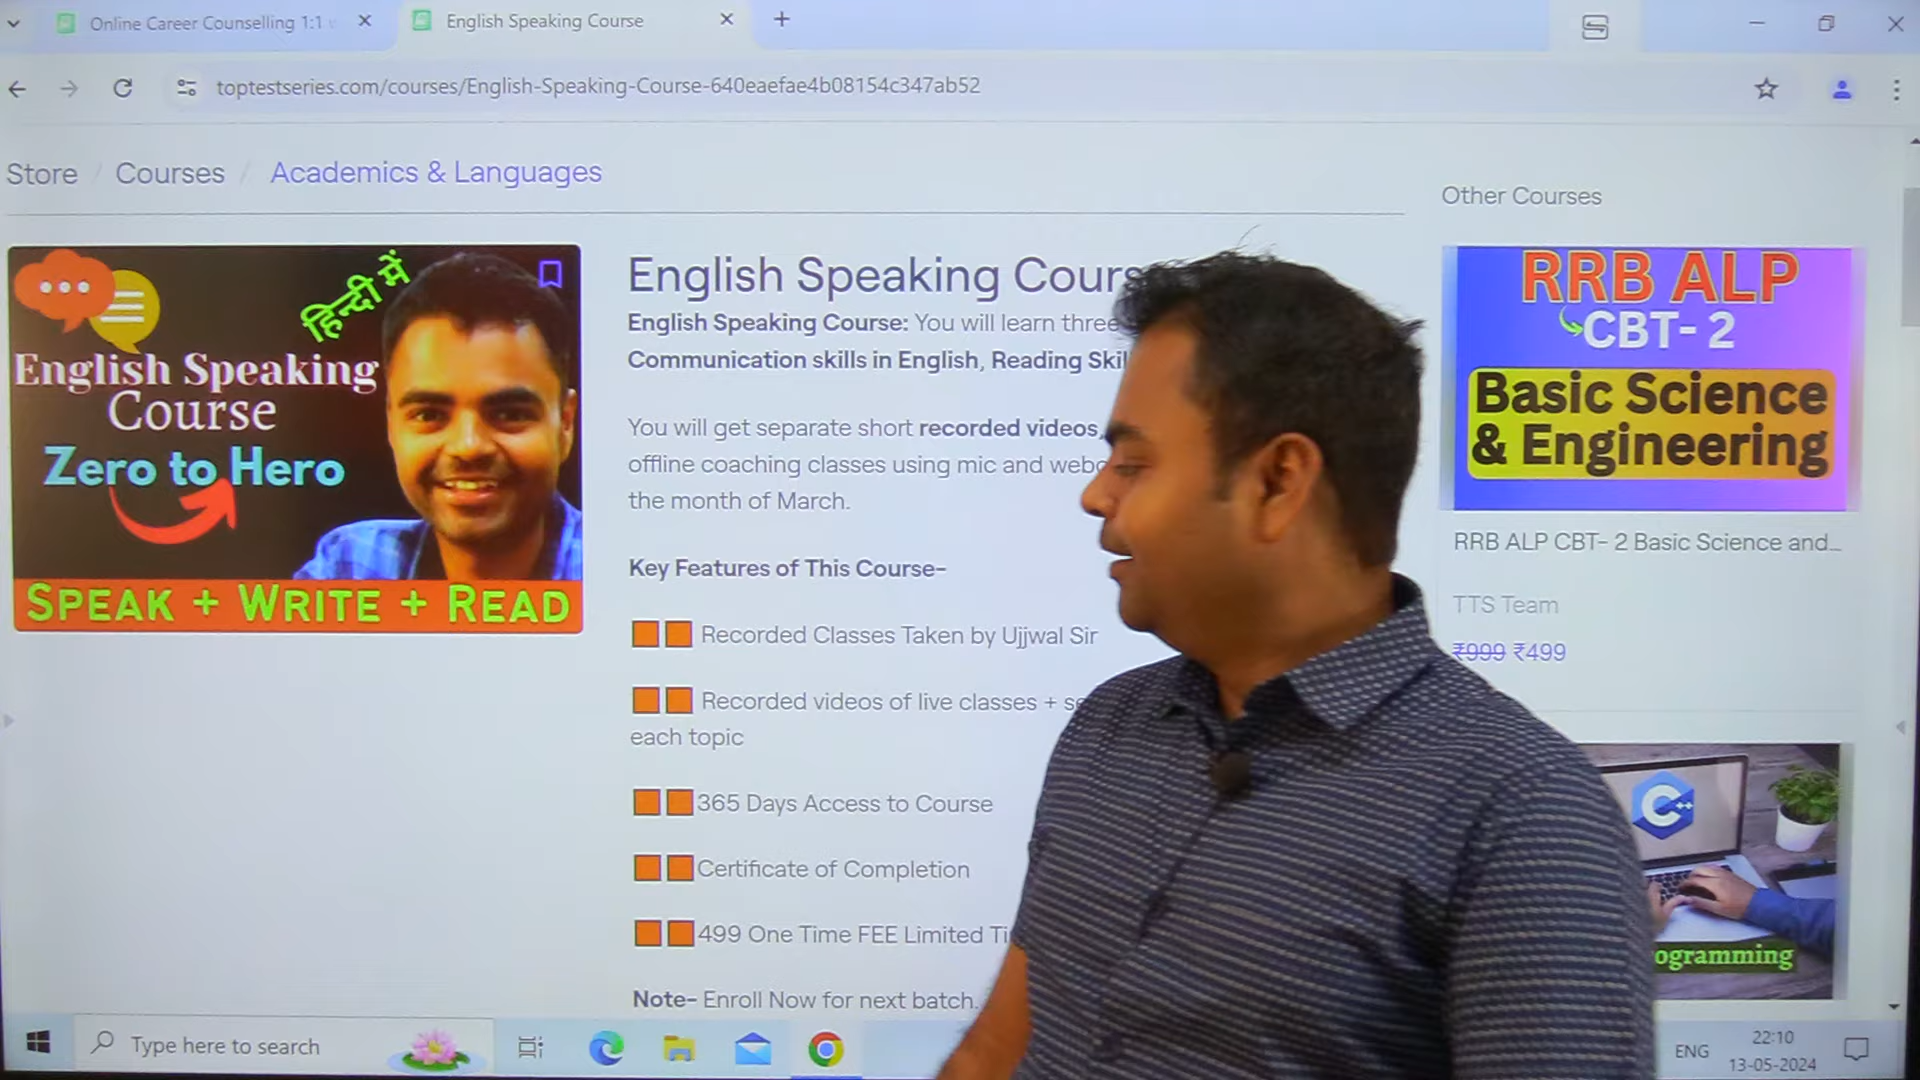 Online Career Counselling 1:1
English Speaking Course
toptestseries.com/courses/English-Speaking-Course-640eaefae4b08154c347ab52
Store / Courses / Academics & Languages
Other Courses
हिन्दी में
English Speaking
Course
Zero to Hero
SPEAK + WRITE + READ
English Speaking Cours
English Speaking Course: You will learn three
Communication skills in English, Reading Skil
You will get separate short recorded videos,
offline coaching classes using mic and webc
the month of March.
Key Features of This Course-
Recorded Classes Taken by Ujjwal Sir
Recorded videos of live classes + se
each topic
365 Days Access to Course
Certificate of Completion
499 One Time FEE Limited Ti
Note- Enroll Now for next batch.
RRB ALP
CBT- 2
Basic Science
& Engineering
RRB ALP CBT- 2 Basic Science and...
TTS Team
₹999 ₹499
C++
ogramming
Type here to search
ENG
22:10
13-05-2024